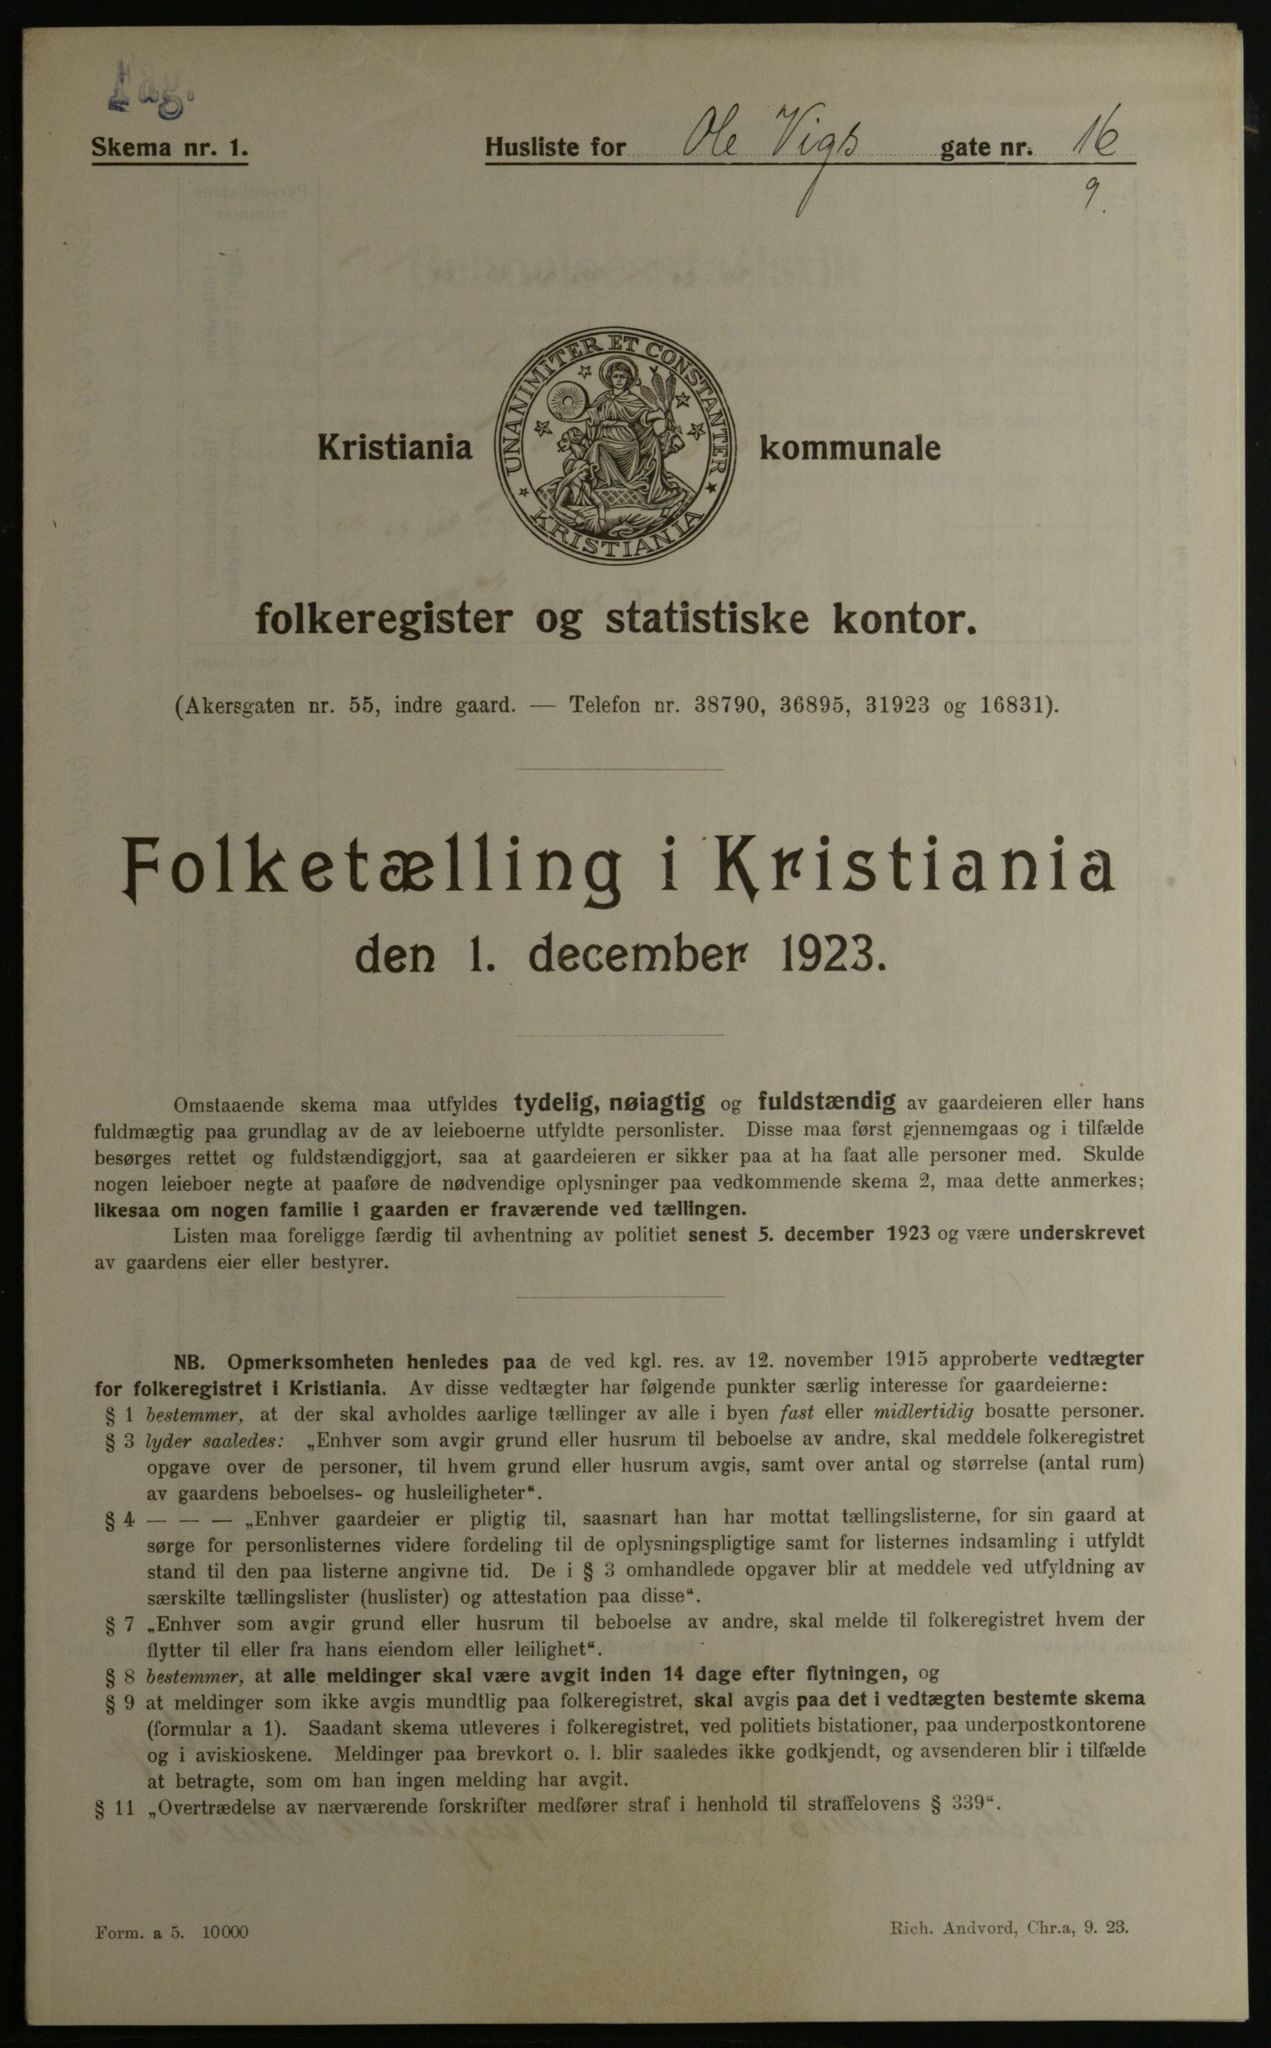 Fag.
Skema nr. 1.
Husliste for Ole Vigs gate nr. 16
9.
UNANIMITER ET CONSTANTER
KRISTIANIA
Kristiania kommunale
folkeregister og statistiske kontor.
(Akersgaten nr. 55, indre gaard. — Telefon nr. 38790, 36895, 31923 og 16831).
Folketælling i Kristiania
den 1. december 1923.
Omstaaende skema maa utfyldes tydelig, nøiagtig og fuldstændig av gaardeieren eller hans
fuldmægtig paa grundlag av de av leieboerne utfyldte personlister. Disse maa først gjennemgaas og i tilfælde
besørges rettet og fuldstændiggjort, saa at gaardeieren er sikker paa at ha faat alle personer med. Skulde
nogen leieboer negte at paaføre de nødvendige oplysninger paa vedkommende skema 2, maa dette anmerkes;
likesaa om nogen familie i gaarden er fraværende ved tællingen.
Listen maa foreligge færdig til avhentning av politiet senest 5. december 1923 og være underskrevet
av gaardens eier eller bestyrer.
NB. Opmerksomheten henledes paa de ved kgl. res. av 12. november 1915 approberte vedtægter
for folkeregistret i Kristiania. Av disse vedtægter har følgende punkter særlig interesse for gaardeierne:
§ 1 bestemmer, at der skal avholdes aarlige tællinger av alle i byen fast eller midlertidig bosatte personer.
§ 3 lyder saaledes: „Enhver som avgir grund eller husrum til beboelse av andre, skal meddele folkeregistret
opgave over de personer, til hvem grund eller husrum avgis, samt over antal og størrelse (antal rum)
av gaardens beboelses- og husleiligheter“.
§ 4 — — — „Enhver gaardeier er pligtig til, saasnart han har mottat tællingslisterne, for sin gaard at
sørge for personlisternes videre fordeling til de oplysningspligtige samt for listernes indsamling i utfyldt
stand til den paa listerne angivne tid. De i § 3 omhandlede opgaver blir at meddele ved utfyldning av
særskilte tællingslister (huslister) og attestation paa disse“.
§ 7 „Enhver som avgir grund eller husrum til beboelse av andre, skal melde til folkeregistret hvem der
flytter til eller fra hans eiendom eller leilighet“.
§ 8 bestemmer, at alle meldinger skal være avgit inden 14 dage efter flytningen, og
§ 9 at meldinger som ikke avgis mundtlig paa folkeregistret, skal avgis paa det i vedtægten bestemte skema
(formular a 1). Saadant skema utleveres i folkeregistret, ved politiets bistationer, paa underpostkontorene
og i aviskioskene. Meldinger paa brevkort o. l. blir saaledes ikke godkjendt, og avsenderen blir i tilfælde
at betragte, som om han ingen melding har avgit.
§ 11 „Overtrædelse av nærværende forskrifter medfører straf i henhold til straffelovens § 339“.
Form. a 5. 10000
Rich. Andvord, Chr.a, 9. 23.